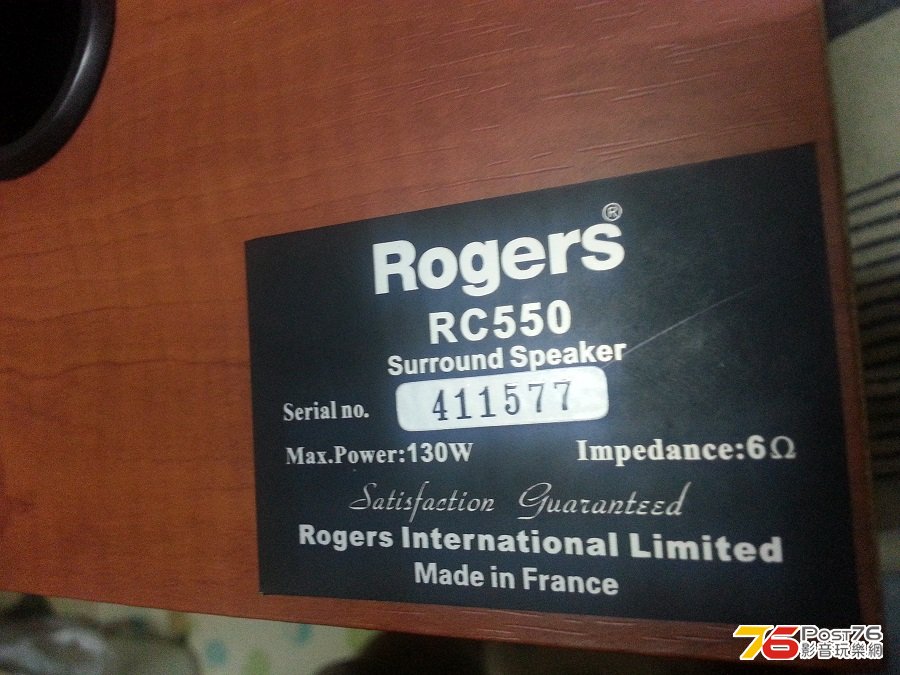 Rogers®
RC550
Surround Speaker
Serial no. 411577
Max.Power:130W Impedance:6Ω
Satisfaction Guaranteed
Rogers International Limited
Made in France
76 Post76
影音玩樂網